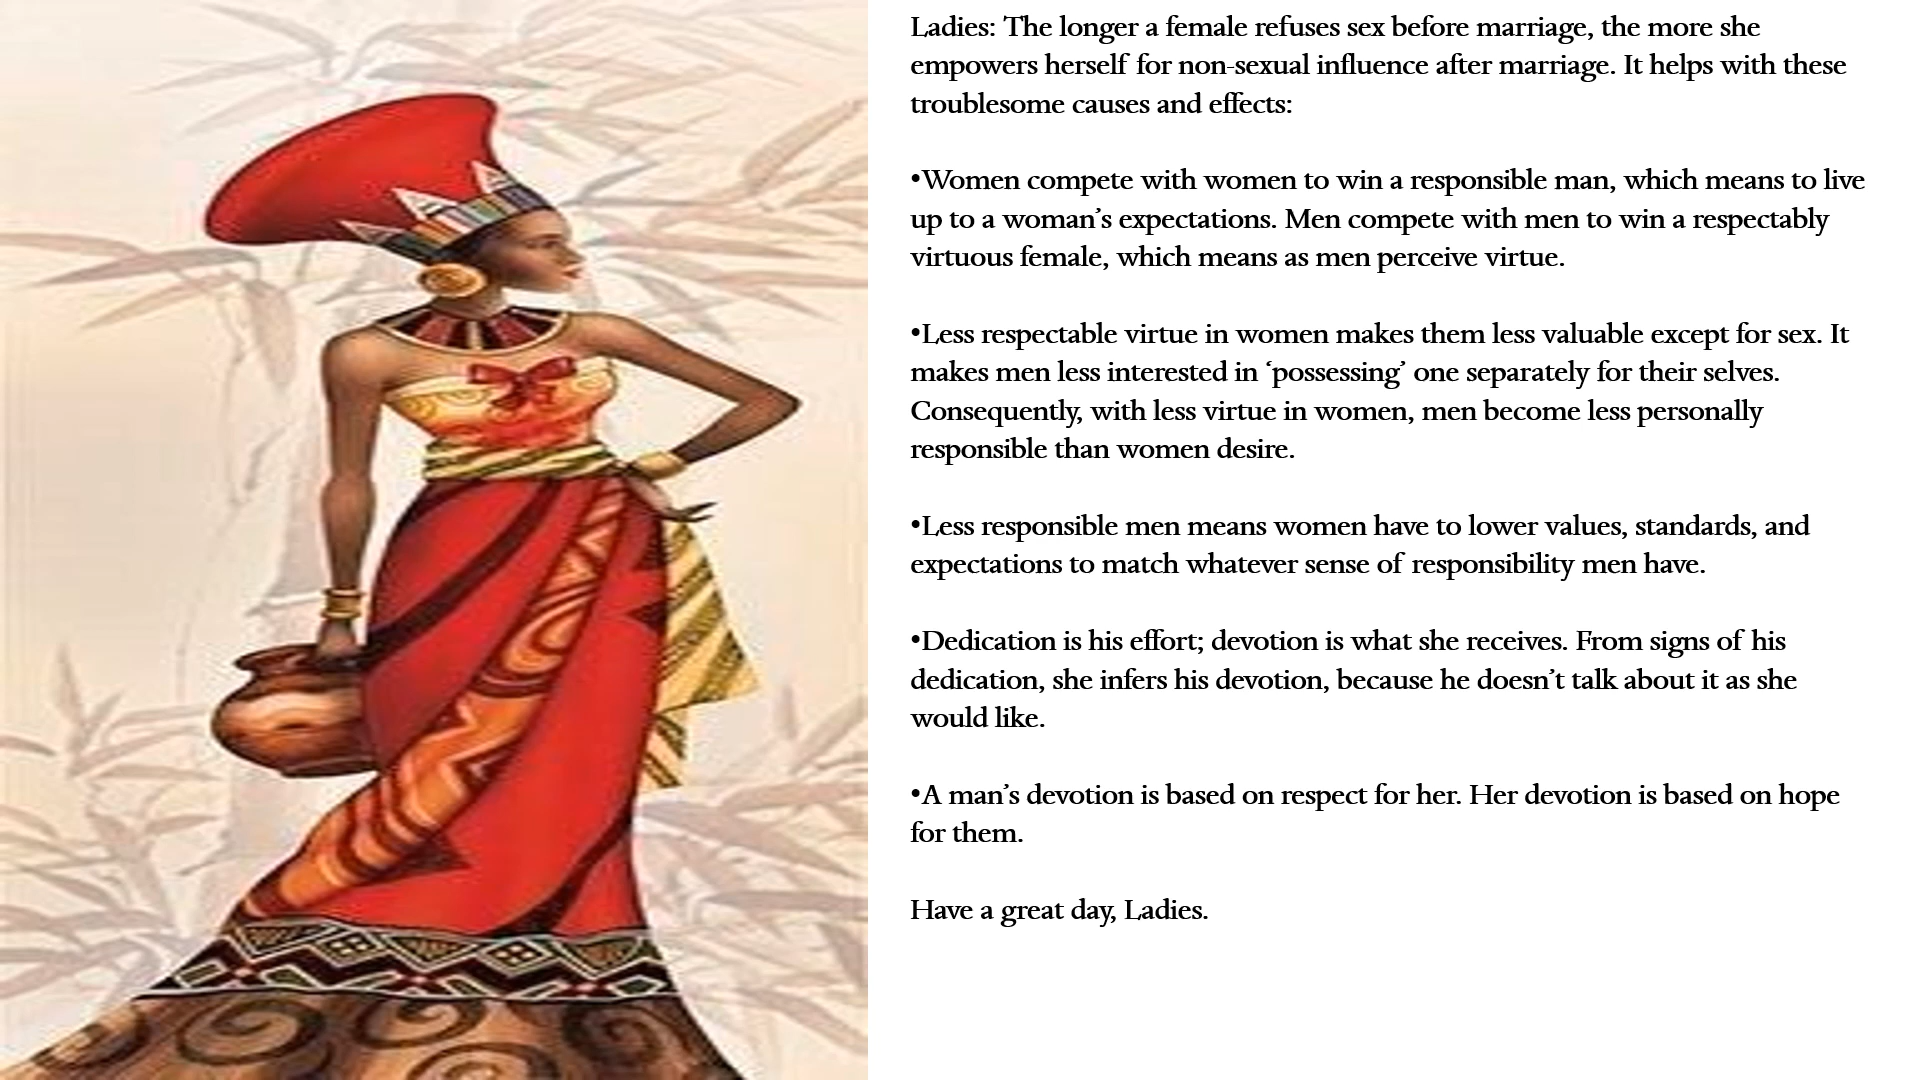 Ladies: The longer a female refuses sex before marriage, the more she
empowers herself for non-sexual influence after marriage. It helps with these
troublesome causes and effects:
•Women compete with women to win a responsible man, which means to live
up to a woman’s expectations. Men compete with men to win a respectably
virtuous female, which means as men perceive virtue.
•Less respectable virtue in women makes them less valuable except for sex. It
makes men less interested in ‘possessing’ one separately for their selves.
Consequently, with less virtue in women, men become less personally
responsible than women desire.
•Less responsible men means women have to lower values, standards, and
expectations to match whatever sense of responsibility men have.
•Dedication is his effort; devotion is what she receives. From signs of his
dedication, she infers his devotion, because he doesn’t talk about it as she
would like.
•A man’s devotion is based on respect for her. Her devotion is based on hope
for them.
Have a great day, Ladies.